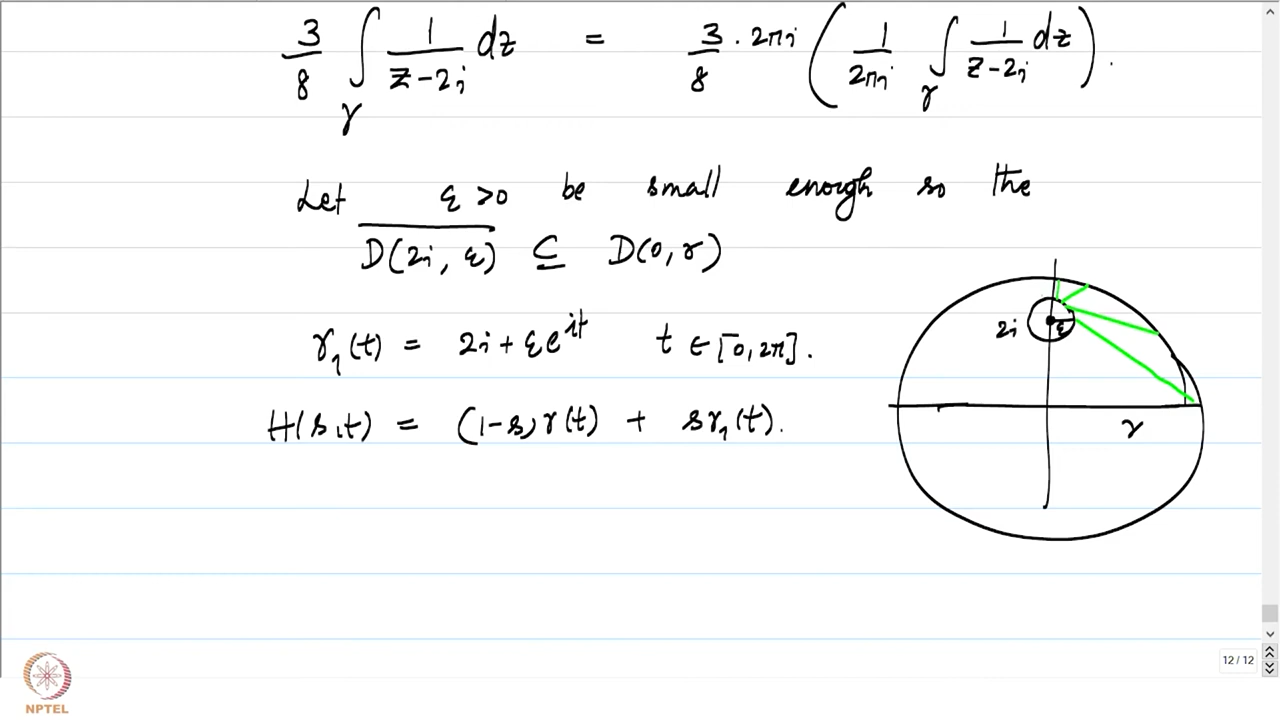 3/8 ∫_γ 1/(z-2i) dz = 3/8 · 2πi ( 1/2πi ∫_γ 1/(z-2i) dz ).
Let ε >0 be small enough so the
\overline{D(2i, ε)} ⊆ D(0, r)
γ₁(t) = 2i + εe^{it} t ∈ [0, 2π].
H(s,t) = (1-s)γ(t) + sγ₁(t).
2i ε
γ
12 / 12
NPTEL